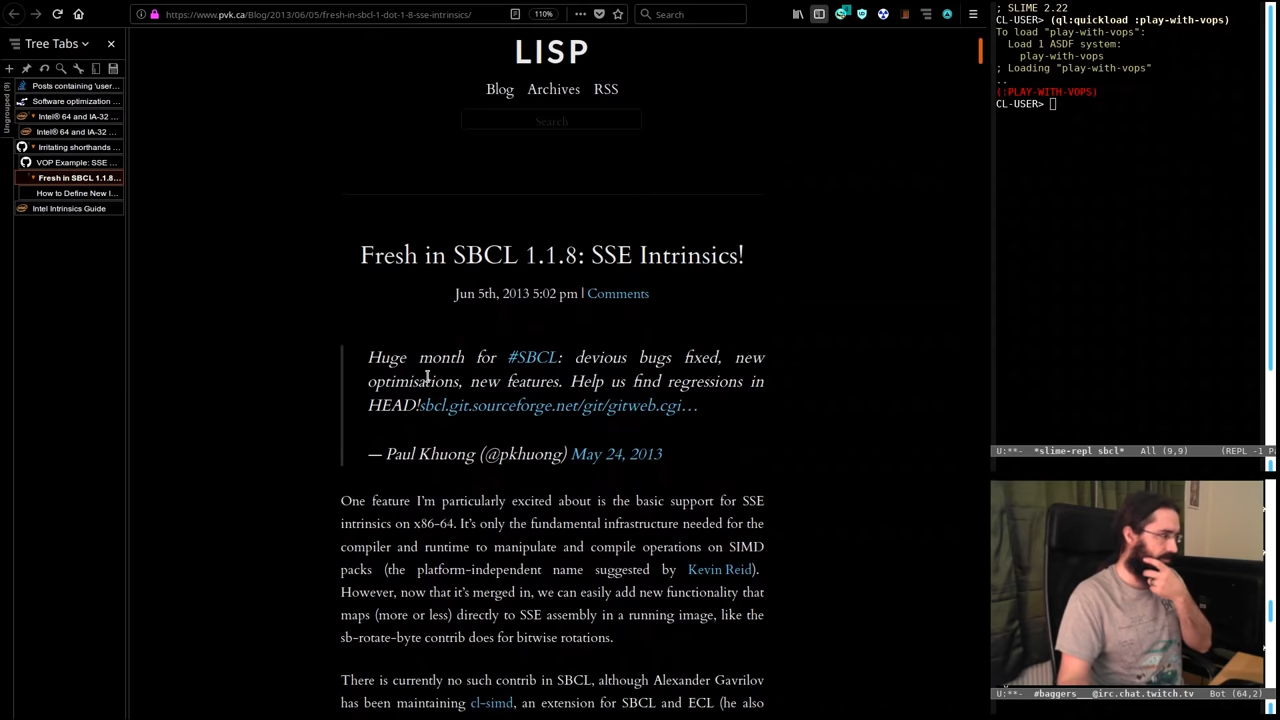 https://www.pvk.ca/Blog/2013/06/05/fresh-in-sbcl-1-dot-1-8-sse-intrinsics/
110%
Search
Tree Tabs
Ungrouped (9)
Posts containing 'user...
Software optimization ...
Intel® 64 and IA-32 ...
Intel® 64 and IA-32 ...
Irritating shorthands ...
VOP Example: SSE ...
Fresh in SBCL 1.1.8...
How to Define New I...
Intel Intrinsics Guide
LISP
Blog Archives RSS
Search
Fresh in SBCL 1.1.8: SSE Intrinsics!
Jun 5th, 2013 5:02 pm | Comments
Huge month for #SBCL: devious bugs fixed, new
optimisations, new features. Help us find regressions in
HEAD!sbcl.git.sourceforge.net/git/gitweb.cgi…
— Paul Khuong (@pkhuong) May 24, 2013
One feature I’m particularly excited about is the basic support for SSE
intrinsics on x86-64. It’s only the fundamental infrastructure needed for the
compiler and runtime to manipulate and compile operations on SIMD
packs (the platform-independent name suggested by Kevin Reid).
However, now that it’s merged in, we can easily add new functionality that
maps (more or less) directly to SSE assembly in a running image, like the
sb-rotate-byte contrib does for bitwise rotations.
There is currently no such contrib in SBCL, although Alexander Gavrilov
has been maintaining cl-simd, an extension for SBCL and ECL (he also
; SLIME 2.22
CL-USER> (ql:quickload :play-with-vops)
To load "play-with-vops":
Load 1 ASDF system:
play-with-vops
; Loading "play-with-vops"
..
(:PLAY-WITH-VOPS)
CL-USER>
U:**- *slime-repl sbcl* All (9,9) (REPL -1 P
U:**- #baggers___@irc.chat.twitch.tv Bot (64,2)